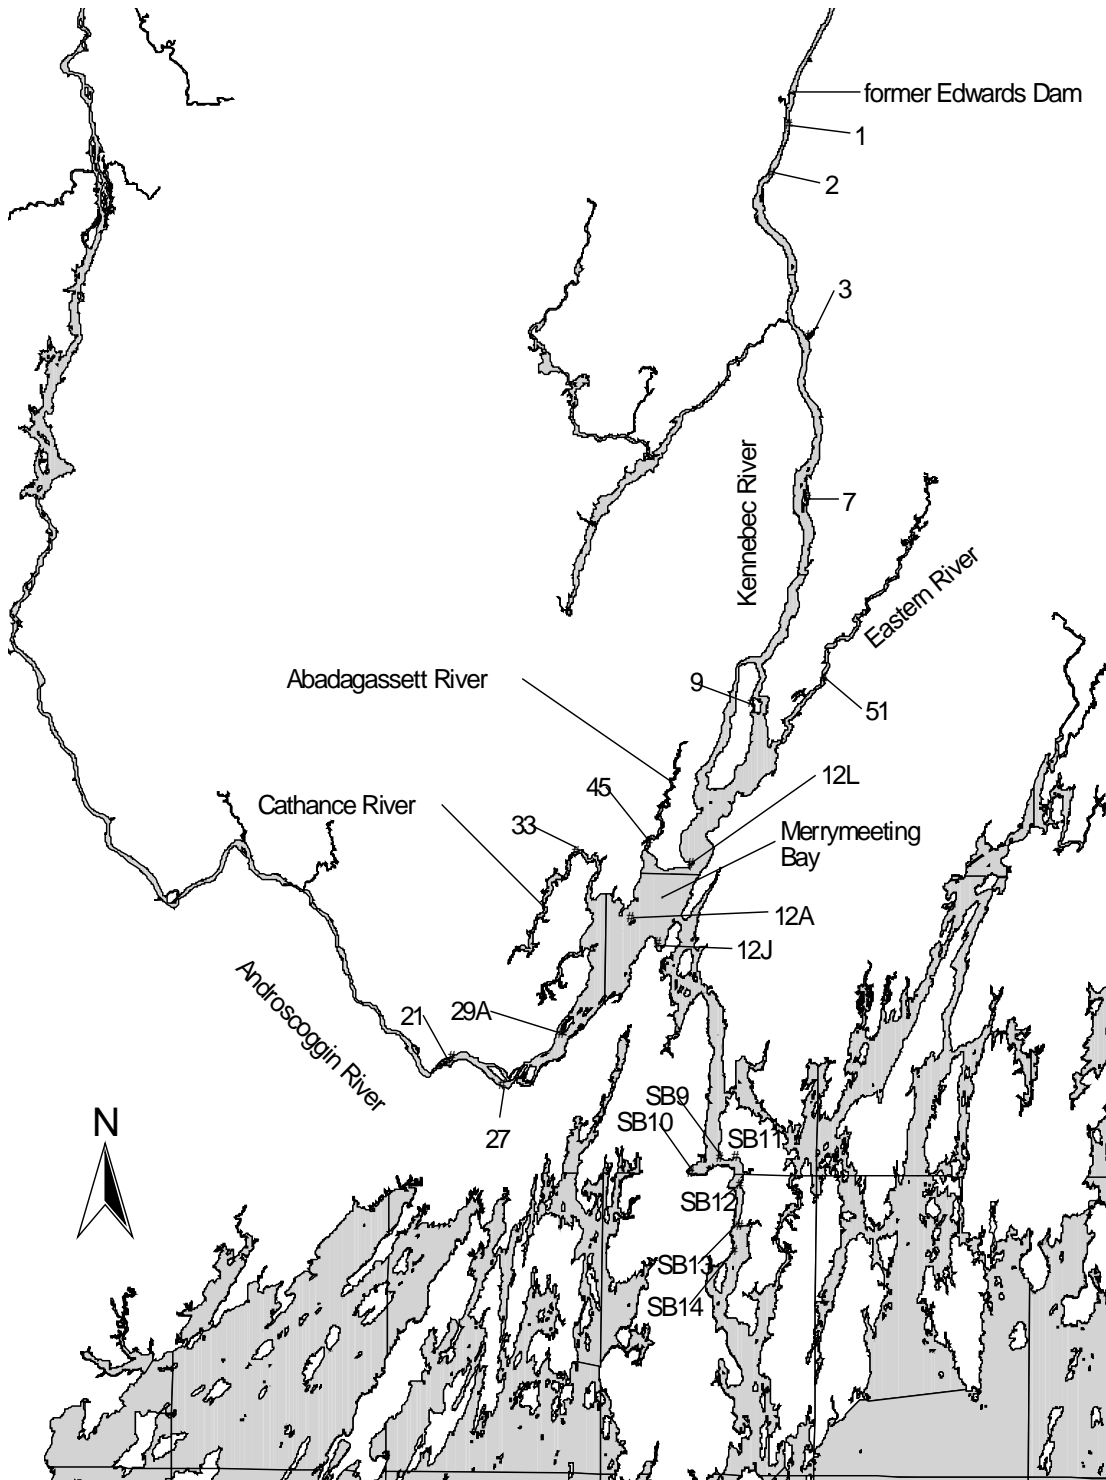 former Edwards Dam
1
2
3
Kennebec River
7
Eastern River
Abadagassett River
9
51
12L
45
Cathance River
33
Merrymeeting
Bay
12A
12J
Androscoggin River
21
29A
N
27
SB9
SB10
SB11
SB12
SB13
SB14